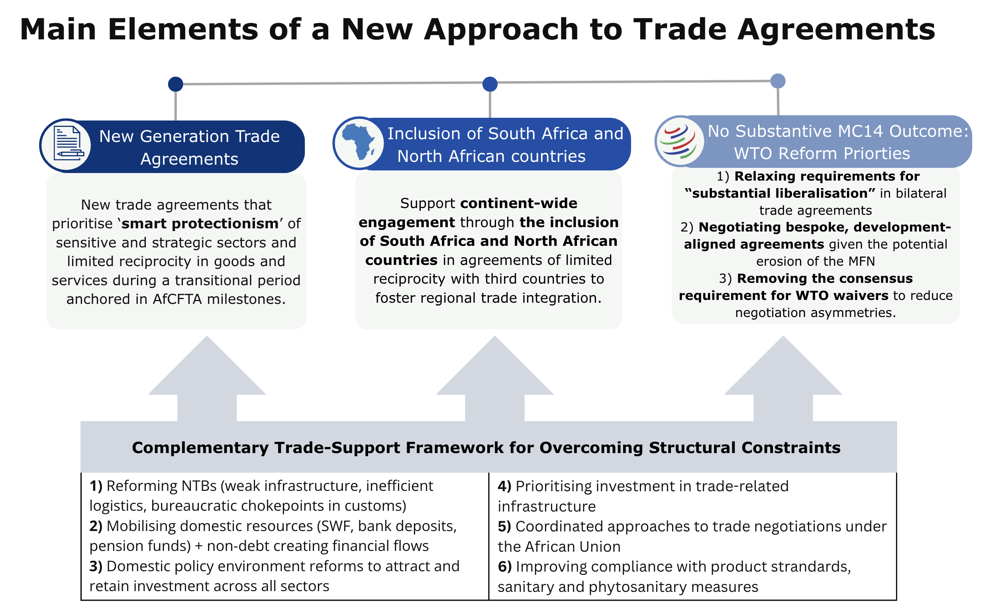 Main Elements of a New Approach to Trade Agreements
New Generation Trade
Agreements
New trade agreements that
prioritise ‘smart protectionism’ of
sensitive and strategic sectors and
limited reciprocity in goods and
services during a transitional period
anchored in AfCFTA milestones.
Inclusion of South Africa and
North African countries
Support continent-wide
engagement through the inclusion
of South Africa and North African
countries in agreements of limited
reciprocity with third countries to
foster regional trade integration.
No Substantive MC14 Outcome:
WTO Reform Priorties
1) Relaxing requirements for
“substantial liberalisation” in bilateral
trade agreements
2) Negotiating bespoke, development-
aligned agreements given the potential
erosion of the MFN
3) Removing the consensus
requirement for WTO waivers to reduce
negotiation asymmetries.
Complementary Trade-Support Framework for Overcoming Structural Constraints
1) Reforming NTBs (weak infrastructure, inefficient
logistics, bureaucratic chokepoints in customs)
2) Mobilising domestic resources (SWF, bank deposits,
pension funds) + non-debt creating financial flows
3) Domestic policy environment reforms to attract and
retain investment across all sectors
4) Prioritising investment in trade-related
infrastructure
5) Coordinated approaches to trade negotiations under
the African Union
6) Improving compliance with product strandards,
sanitary and phytosanitary measures